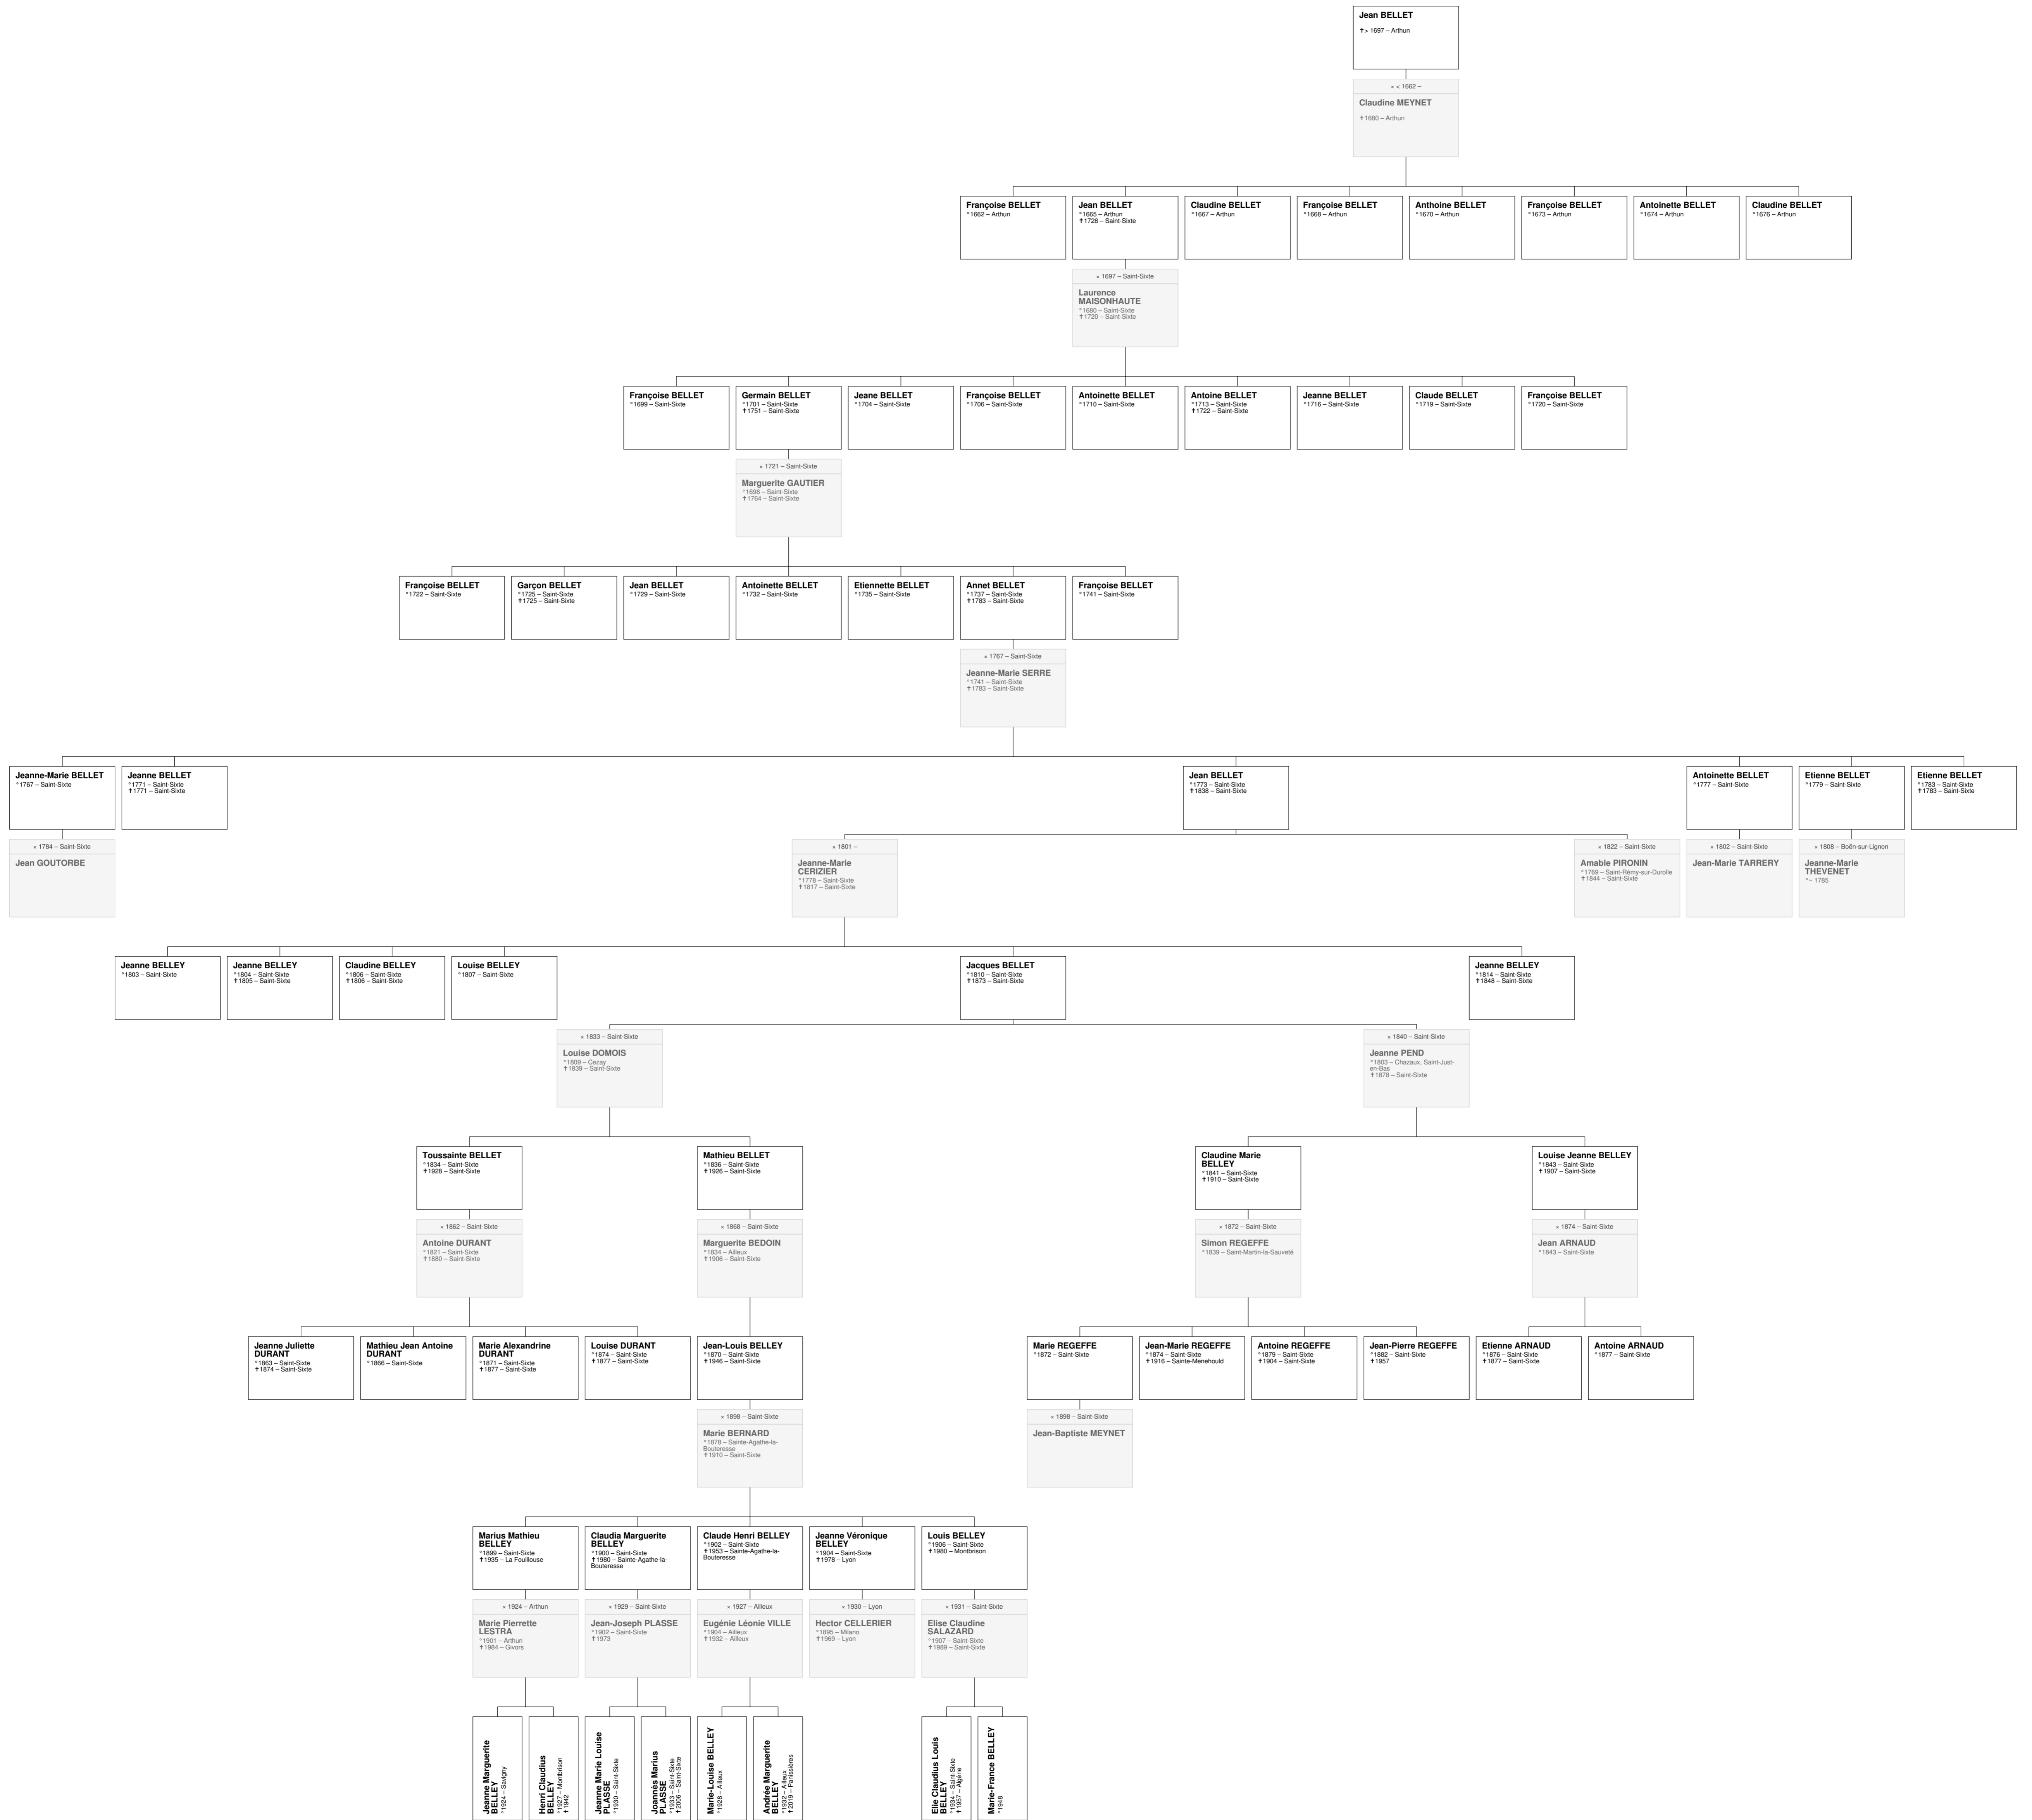 Jean BELLET
✝> 1697 – Arthun
× < 1662 –
Claudine MEYNET
✝1680 – Arthun
Françoise BELLET
°1662 – Arthun
Jean BELLET
°1665 – Arthun
✝1728 – Saint-Sixte
Claudine BELLET
°1667 – Arthun
Françoise BELLET
°1668 – Arthun
Anthoine BELLET
°1670 – Arthun
Françoise BELLET
°1673 – Arthun
Antoinette BELLET
°1674 – Arthun
Claudine BELLET
°1676 – Arthun
× 1697 – Saint-Sixte
Laurence
MAISONHAUTE
°1680 – Saint-Sixte
✝1720 – Saint-Sixte
Françoise BELLET
°1699 – Saint-Sixte
Germain BELLET
°1701 – Saint-Sixte
✝1751 – Saint-Sixte
Jeane BELLET
°1704 – Saint-Sixte
Françoise BELLET
°1706 – Saint-Sixte
Antoinette BELLET
°1710 – Saint-Sixte
Antoine BELLET
°1713 – Saint-Sixte
✝1722 – Saint-Sixte
Jeanne BELLET
°1716 – Saint-Sixte
Claude BELLET
°1719 – Saint-Sixte
Françoise BELLET
°1720 – Saint-Sixte
× 1721 – Saint-Sixte
Marguerite GAUTIER
°1698 – Saint-Sixte
✝1764 – Saint-Sixte
Françoise BELLET
°1722 – Saint-Sixte
Garçon BELLET
°1725 – Saint-Sixte
✝1725 – Saint-Sixte
Jean BELLET
°1729 – Saint-Sixte
Antoinette BELLET
°1732 – Saint-Sixte
Etiennette BELLET
°1735 – Saint-Sixte
Annet BELLET
°1737 – Saint-Sixte
✝1783 – Saint-Sixte
Françoise BELLET
°1741 – Saint-Sixte
× 1767 – Saint-Sixte
Jeanne-Marie SERRE
°1741 – Saint-Sixte
✝1783 – Saint-Sixte
Jeanne-Marie BELLET
°1767 – Saint-Sixte
Jeanne BELLET
°1771 – Saint-Sixte
✝1771 – Saint-Sixte
Jean BELLET
°1773 – Saint-Sixte
✝1838 – Saint-Sixte
Antoinette BELLET
°1777 – Saint-Sixte
Etienne BELLET
°1779 – Saint-Sixte
Etienne BELLET
°1783 – Saint-Sixte
✝1783 – Saint-Sixte
× 1784 – Saint-Sixte
Jean GOUTORBE
× 1801 –
Jeanne-Marie
CERIZIER
°1778 – Saint-Sixte
✝1817 – Saint-Sixte
× 1822 – Saint-Sixte
Amable PIRONIN
°1769 – Saint-Rémy-sur-Durolle
✝1844 – Saint-Sixte
× 1802 – Saint-Sixte
Jean-Marie TARRERY
× 1808 – Boën-sur-Lignon
Jeanne-Marie
THEVENET
°~ 1785
Jeanne BELLEY
°1803 – Saint-Sixte
Jeanne BELLEY
°1804 – Saint-Sixte
✝1805 – Saint-Sixte
Claudine BELLEY
°1806 – Saint-Sixte
✝1806 – Saint-Sixte
Louise BELLEY
°1807 – Saint-Sixte
Jacques BELLET
°1810 – Saint-Sixte
✝1873 – Saint-Sixte
Jeanne BELLEY
°1814 – Saint-Sixte
✝1848 – Saint-Sixte
× 1833 – Saint-Sixte
Louise DOMOIS
°1809 – Cezay
✝1839 – Saint-Sixte
× 1840 – Saint-Sixte
Jeanne PEND
°1803 – Chazaux, Saint-Just-
en-Bas
✝1878 – Saint-Sixte
Toussainte BELLET
°1834 – Saint-Sixte
✝1928 – Saint-Sixte
Mathieu BELLET
°1836 – Saint-Sixte
✝1926 – Saint-Sixte
Claudine Marie
BELLEY
°1841 – Saint-Sixte
✝1910 – Saint-Sixte
Louise Jeanne BELLEY
°1843 – Saint-Sixte
✝1907 – Saint-Sixte
× 1862 – Saint-Sixte
Antoine DURANT
°1821 – Saint-Sixte
✝1880 – Saint-Sixte
× 1868 – Saint-Sixte
Marguerite BEDOIN
°1834 – Ailleux
✝1906 – Saint-Sixte
× 1872 – Saint-Sixte
Simon REGEFFE
°1839 – Saint-Martin-la-Sauveté
× 1874 – Saint-Sixte
Jean ARNAUD
°1843 – Saint-Sixte
Jeanne Juliette
DURANT
°1863 – Saint-Sixte
✝1874 – Saint-Sixte
Mathieu Jean Antoine
DURANT
°1866 – Saint-Sixte
Marie Alexandrine
DURANT
°1871 – Saint-Sixte
✝1877 – Saint-Sixte
Louise DURANT
°1874 – Saint-Sixte
✝1877 – Saint-Sixte
Jean-Louis BELLEY
°1870 – Saint-Sixte
✝1946 – Saint-Sixte
Marie REGEFFE
°1872 – Saint-Sixte
Jean-Marie REGEFFE
°1874 – Saint-Sixte
✝1916 – Sainte-Menehould
Antoine REGEFFE
°1879 – Saint-Sixte
✝1904 – Saint-Sixte
Jean-Pierre REGEFFE
°1882 – Saint-Sixte
✝1957
Etienne ARNAUD
°1876 – Saint-Sixte
✝1877 – Saint-Sixte
Antoine ARNAUD
°1877 – Saint-Sixte
× 1898 – Saint-Sixte
Marie BERNARD
°1878 – Sainte-Agathe-la-
Bouteresse
✝1910 – Saint-Sixte
× 1898 – Saint-Sixte
Jean-Baptiste MEYNET
Marius Mathieu
BELLEY
°1899 – Saint-Sixte
✝1935 – La Fouillouse
Claudia Marguerite
BELLEY
°1900 – Saint-Sixte
✝1980 – Sainte-Agathe-la-
Bouteresse
Claude Henri BELLEY
°1902 – Saint-Sixte
✝1953 – Sainte-Agathe-la-
Bouteresse
Jeanne Véronique
BELLEY
°1904 – Saint-Sixte
✝1978 – Lyon
Louis BELLEY
°1906 – Saint-Sixte
✝1980 – Montbrison
× 1924 – Arthun
Marie Pierrette
LESTRA
°1901 – Arthun
✝1984 – Givors
× 1929 – Saint-Sixte
Jean-Joseph PLASSE
°1902 – Saint-Sixte
✝1973
× 1927 – Ailleux
Eugénie Léonie VILLE
°1904 – Ailleux
✝1932 – Ailleux
× 1930 – Lyon
Hector CELLERIER
°1895 – Milano
✝1969 – Lyon
× 1931 – Saint-Sixte
Elise Claudine
SALAZARD
°1907 – Saint-Sixte
✝1989 – Saint-Sixte
Jeanne Marguerite
BELLEY
°1924 – Savigny
Henri Claudius
BELLEY
°1927 – Montbrison
✝1942
Jeanne Marie Louise
PLASSE
°1930 – Saint-Sixte
Joannès Marius
PLASSE
°1933 – Saint-Sixte
✝2006 – Saint-Sixte
Marie-Louise BELLEY
°1928 – Ailleux
Andrée Marguerite
BELLEY
°1932 – Ailleux
✝2019 – Panissières
Elie Claudius Louis
BELLEY
°1934 – Saint-Sixte
✝1957 – Algérie
Marie-France BELLEY
°1948